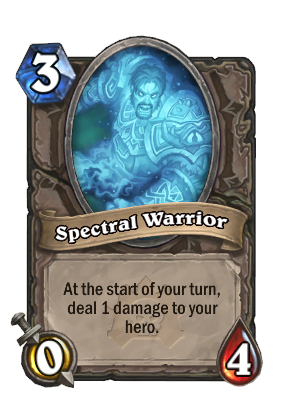 3
Spectral Warrior
At the start of your turn,
deal 1 damage to your
hero.
0
4